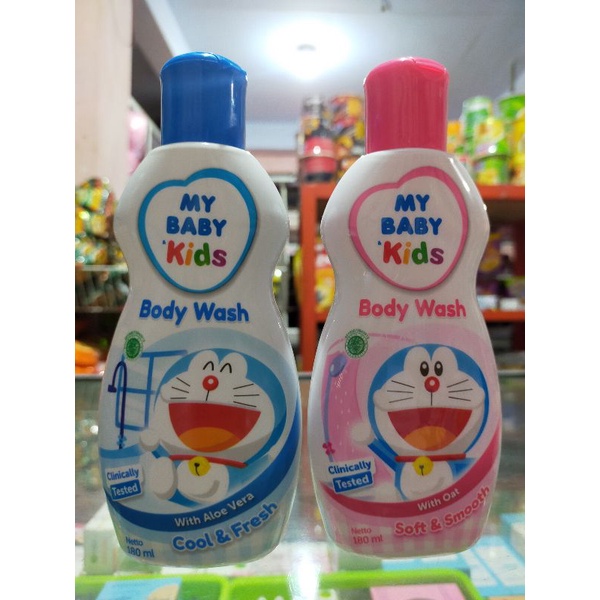 MY
BABY
Kids
Body Wash
Clinically
Tested
With Aloe Vera
Cool & Fresh
Netto
180 ml
MY
BABY
Kids
Body Wash
Clinically
Tested
With Oat
Soft & Smooth
Netto
180 ml